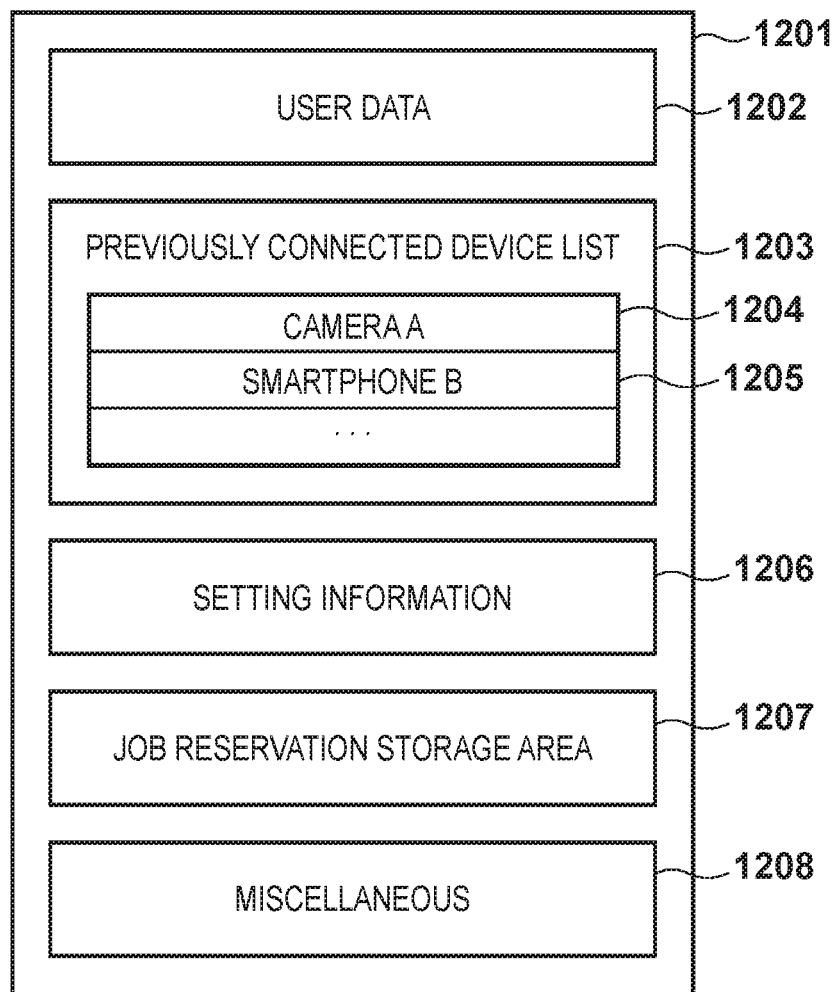 1201
USER DATA
1202
PREVIOUSLY CONNECTED DEVICE LIST
1203
CAMERA A
1204
SMARTPHONE B
1205
. . .
SETTING INFORMATION
1206
JOB RESERVATION STORAGE AREA
1207
MISCELLANEOUS
1208